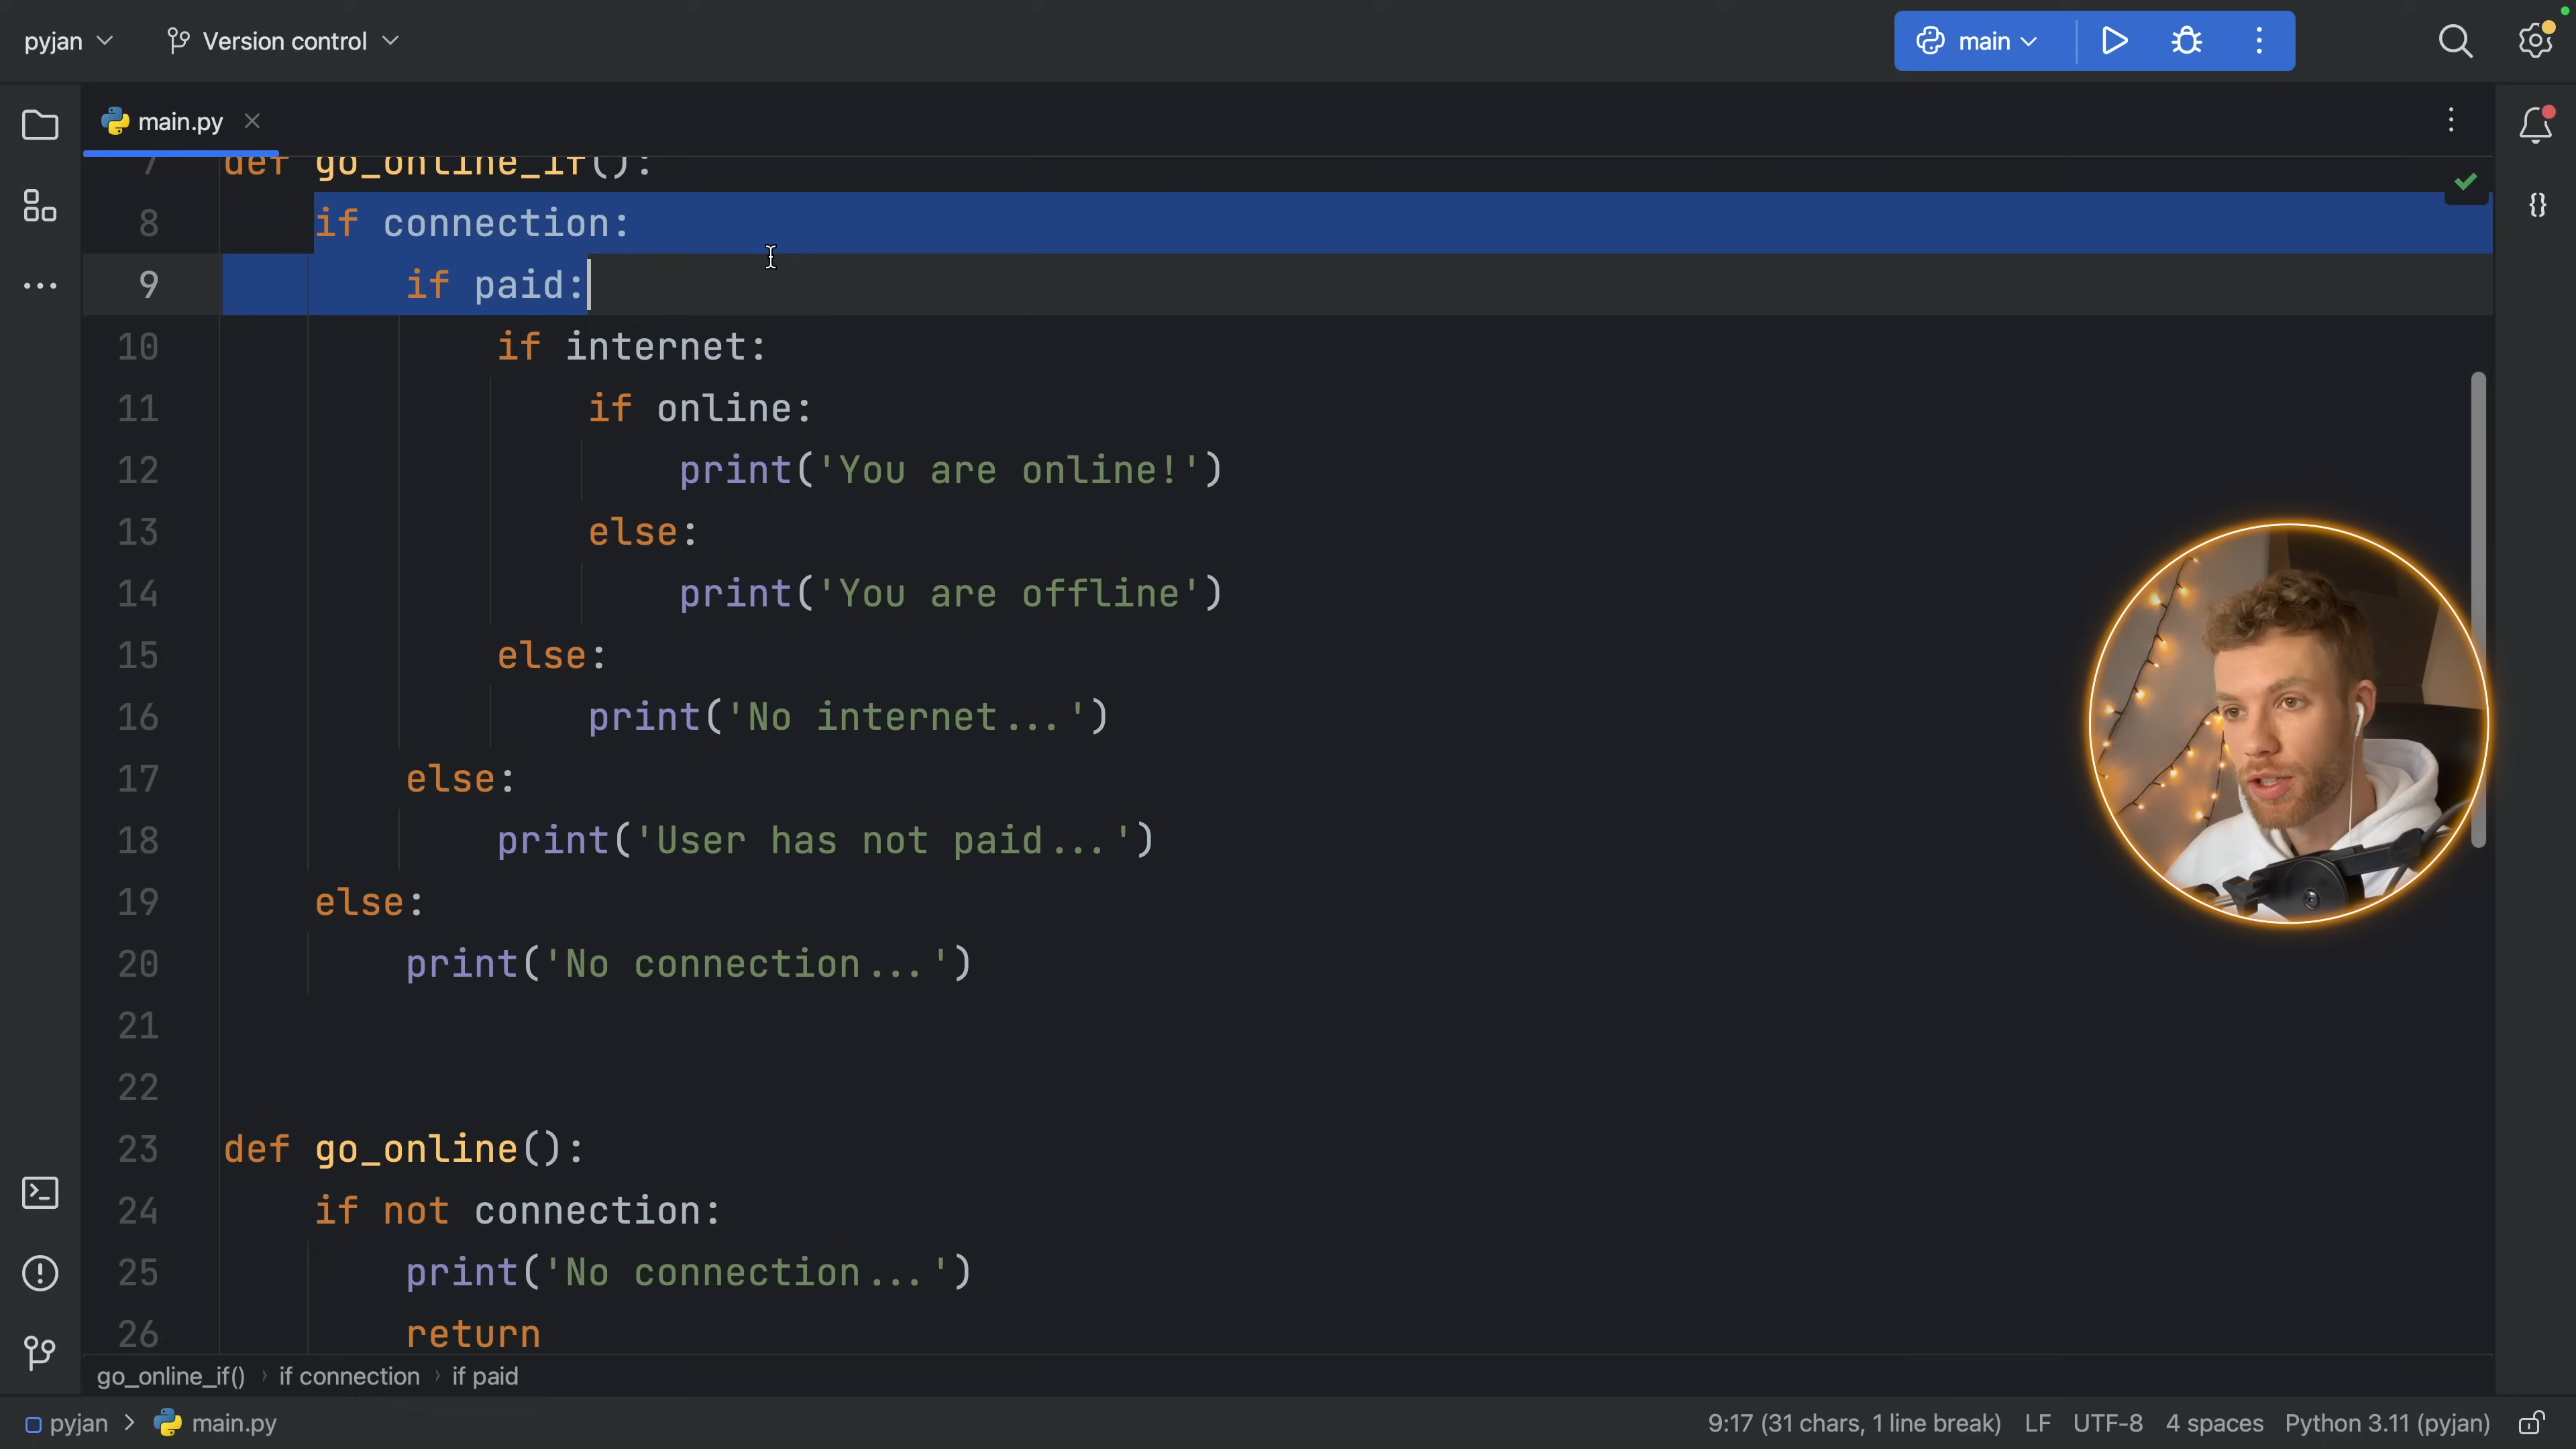 pyjan
Version control
main
main.py
7 def go_online_if():
8 if connection:
9 if paid:
10 if internet:
11 if online:
12 print('You are online!')
13 else:
14 print('You are offline')
15 else:
16 print('No internet...')
17 else:
18 print('User has not paid...')
19 else:
20 print('No connection...')
21
22
23 def go_online():
24 if not connection:
25 print('No connection...')
26 return
go_online_if() › if connection › if paid
pyjan > main.py
9:17 (31 chars, 1 line break) LF UTF-8 4 spaces Python 3.11 (pyjan)